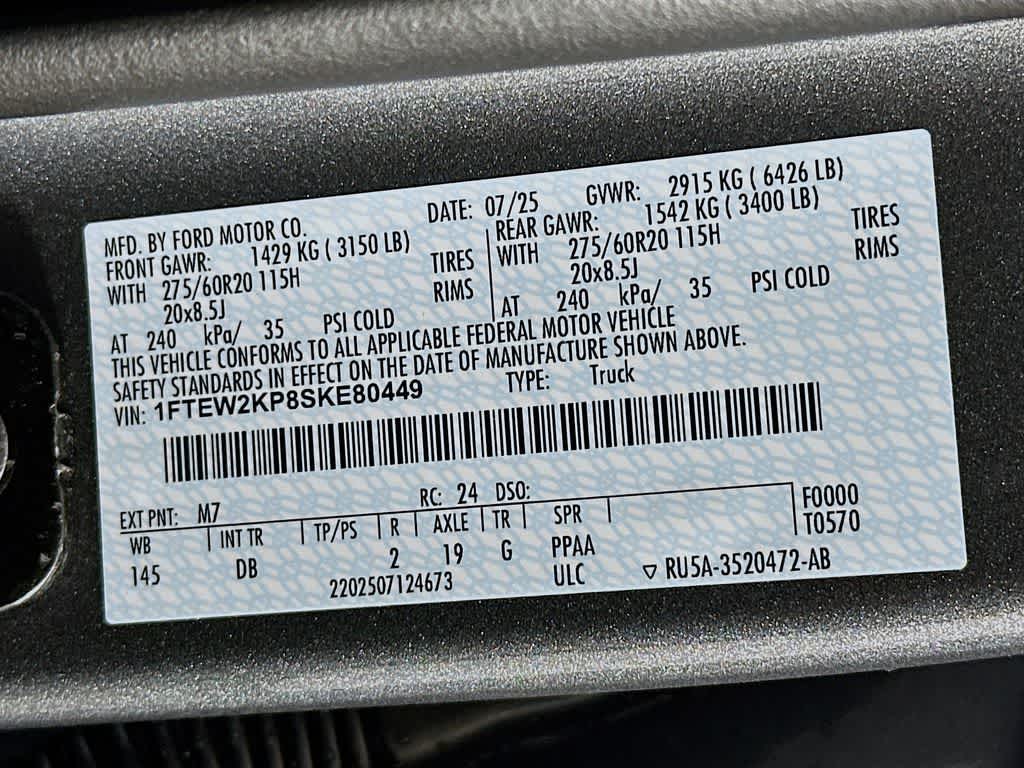 MFD. BY FORD MOTOR CO. DATE: 07/25 GVWR: 2915 KG ( 6426 LB)
FRONT GAWR: 1429 KG ( 3150 LB) REAR GAWR: 1542 KG ( 3400 LB)
WITH 275/60R20 115H TIRES WITH 275/60R20 115H TIRES
20x8.5J RIMS 20x8.5J RIMS
AT 240 kPa/ 35 PSI COLD AT 240 kPa/ 35 PSI COLD
THIS VEHICLE CONFORMS TO ALL APPLICABLE FEDERAL MOTOR VEHICLE
SAFETY STANDARDS IN EFFECT ON THE DATE OF MANUFACTURE SHOWN ABOVE.
VIN: 1FTEW2KP8SKE80449 TYPE: Truck
EXT PNT: M7 RC: 24 DSO:
WB INT TR TP/PS R AXLE TR SPR F0000
145 DB 2 19 G PPAA T0570
2202507124673 ULC ▽ RU5A-3520472-AB